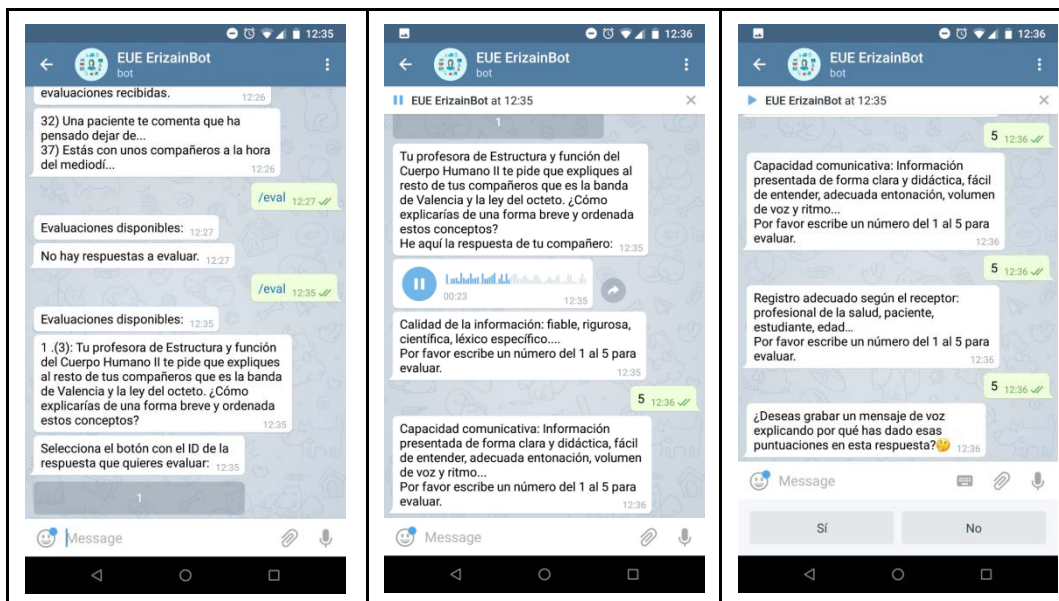 12:35
EUE ErizainBot
bot
evaluaciones recibidas.
12:26
32) Una paciente te comenta que ha
pensado dejar de...
37) Estás con unos compañeros a la hora
del mediodí...
12:26
/eval 12:27
Evaluaciones disponibles: 12:27
No hay respuestas a evaluar. 12:27
/eval 12:35
Evaluaciones disponibles: 12:35
1 .(3): Tu profesora de Estructura y función
del Cuerpo Humano II te pide que expliques
al resto de tus compañeros que es la banda
de Valencia y la ley del octeto. ¿Cómo
explicarías de una forma breve y ordenada
estos conceptos?
12:35
Selecciona el botón con el ID de la
respuesta que quieres evaluar: 12:35
1
Message
12:36
EUE ErizainBot
bot
EUE ErizainBot at 12:35
1
Tu profesora de Estructura y función del
Cuerpo Humano II te pide que expliques al
resto de tus compañeros que es la banda
de Valencia y la ley del octeto. ¿Cómo
explicarías de una forma breve y ordenada
estos conceptos?
He aquí la respuesta de tu compañero: 12:35
00:23
12:35
Calidad de la información: fiable, rigurosa,
científica, léxico específico....
Por favor escribe un número del 1 al 5 para
evaluar.
12:35
5 12:36
Capacidad comunicativa: Información
presentada de forma clara y didáctica, fácil
de entender, adecuada entonación, volumen
de voz y ritmo...
Por favor escribe un número del 1 al 5 para
evaluar.
12:36
Message
12:36
EUE ErizainBot
bot
EUE ErizainBot at 12:35
5 12:36
Capacidad comunicativa: Información
presentada de forma clara y didáctica, fácil
de entender, adecuada entonación, volumen
de voz y ritmo...
Por favor escribe un número del 1 al 5 para
evaluar.
12:36
5 12:36
Registro adecuado según el receptor:
profesional de la salud, paciente,
estudiante, edad...
Por favor escribe un número del 1 al 5 para
evaluar.
12:36
5 12:36
¿Deseas grabar un mensaje de voz
explicando por qué has dado esas
puntuaciones en esta respuesta?🤔 12:36
Message
Sí
No